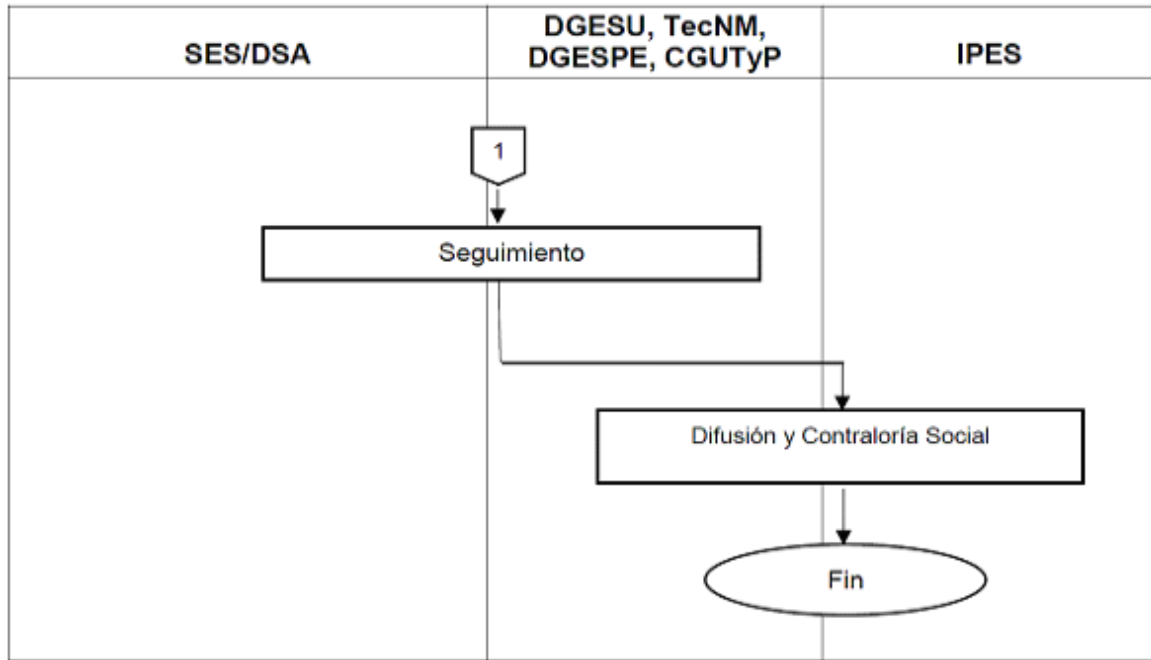 SES/DSA
DGESU, TecNM,
DGESPE, CGUTyP
IPES
1
Seguimiento
Difusión y Contraloría Social
Fin